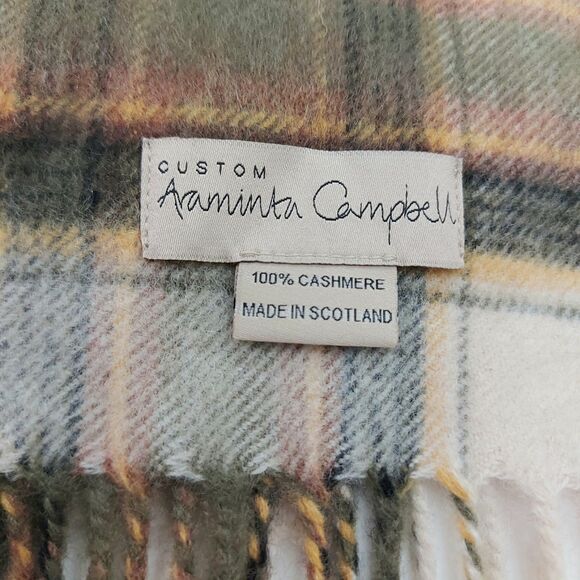 CUSTOM
Araminta Campbell
100% CASHMERE
MADE IN SCOTLAND